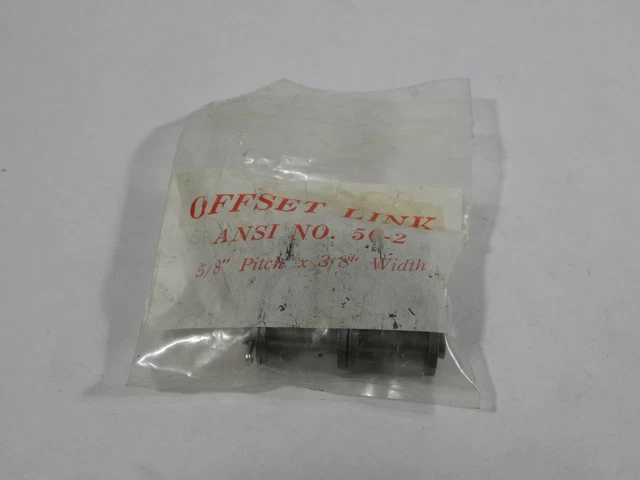 OFFSET LINK
ANSI NO. 50-2
5/8" Pitch x 3/8" Width